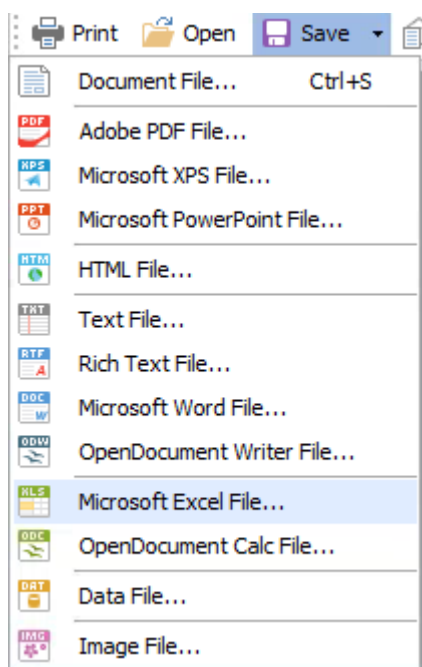 Print Open Save
Document File... Ctrl+S
PDF Adobe PDF File...
XPS Microsoft XPS File...
PPT Microsoft PowerPoint File...
HTM HTML File...
TXT Text File...
RTF A Rich Text File...
DOC W Microsoft Word File...
ODW OpenDocument Writer File...
XLS Microsoft Excel File...
ODC OpenDocument Calc File...
DAT Data File...
IMG Image File...